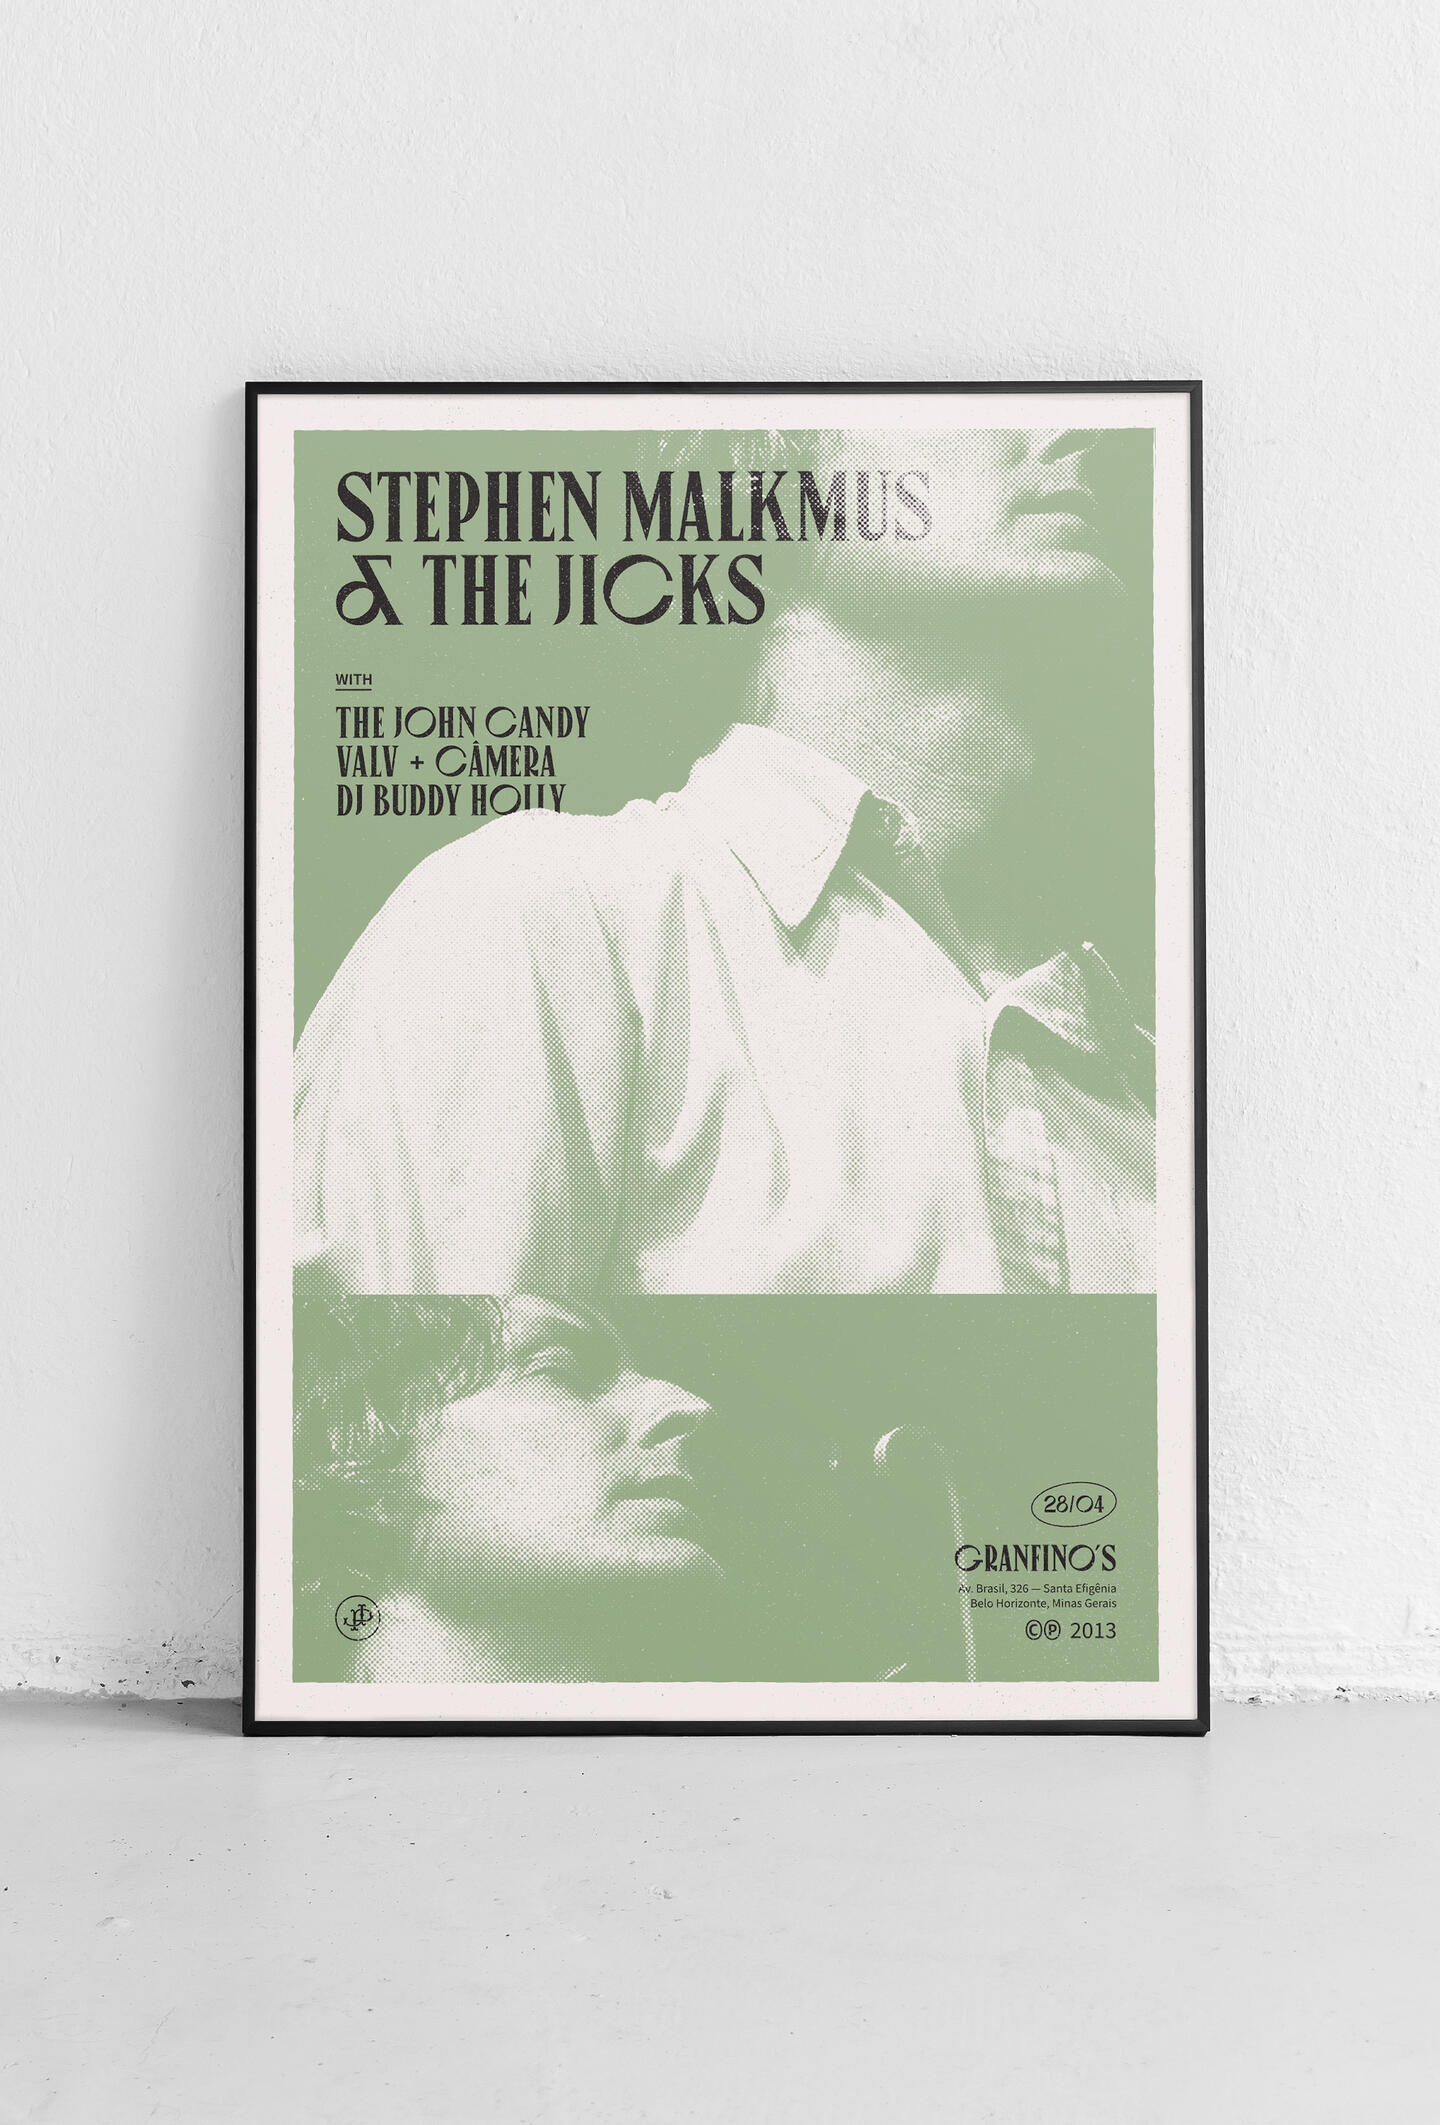 STEPHEN MALKMUS
& THE JICKS
WITH
THE JOHN CANDY
VALV + CÂMERA
DJ BUDDY HOLLY
28/04
GRANFINO'S
Av. Brasil, 326 — Santa Efigênia
Belo Horizonte, Minas Gerais
©℗ 2013
JP